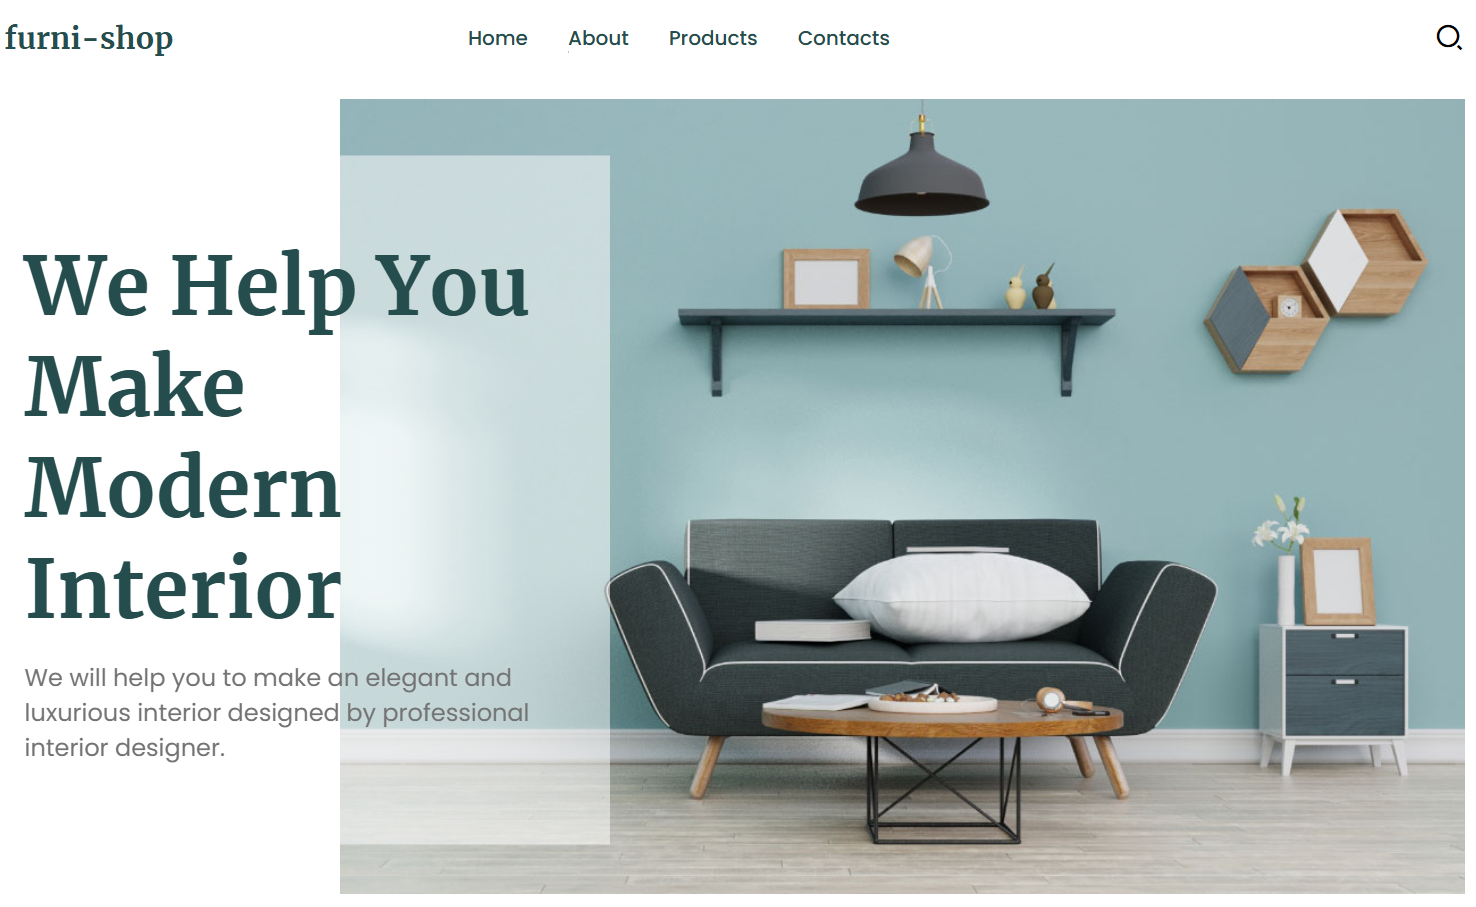 furni-shop
Home About Products Contacts
We Help You
Make
Modern
Interior
We will help you to make an elegant and
luxurious interior designed by professional
interior designer.